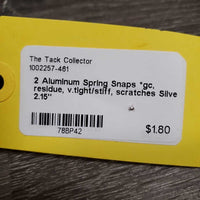 The Tack Collector
1002257-461
2 Aluminum Spring Snaps *gc,
residue, v.tight/stiff, scratches Silve
2.15"
78BP42
$1.80